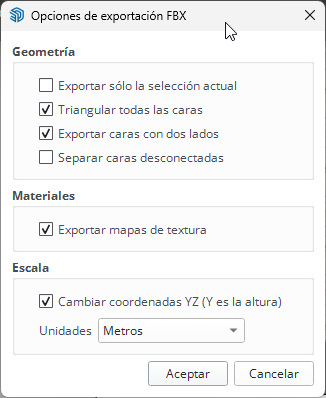 Opciones de exportación FBX
Geometría
Exportar sólo la selección actual
Triangular todas las caras
Exportar caras con dos lados
Separar caras desconectadas
Materiales
Exportar mapas de textura
Escala
Cambiar coordenadas YZ (Y es la altura)
Unidades Metros
Aceptar Cancelar